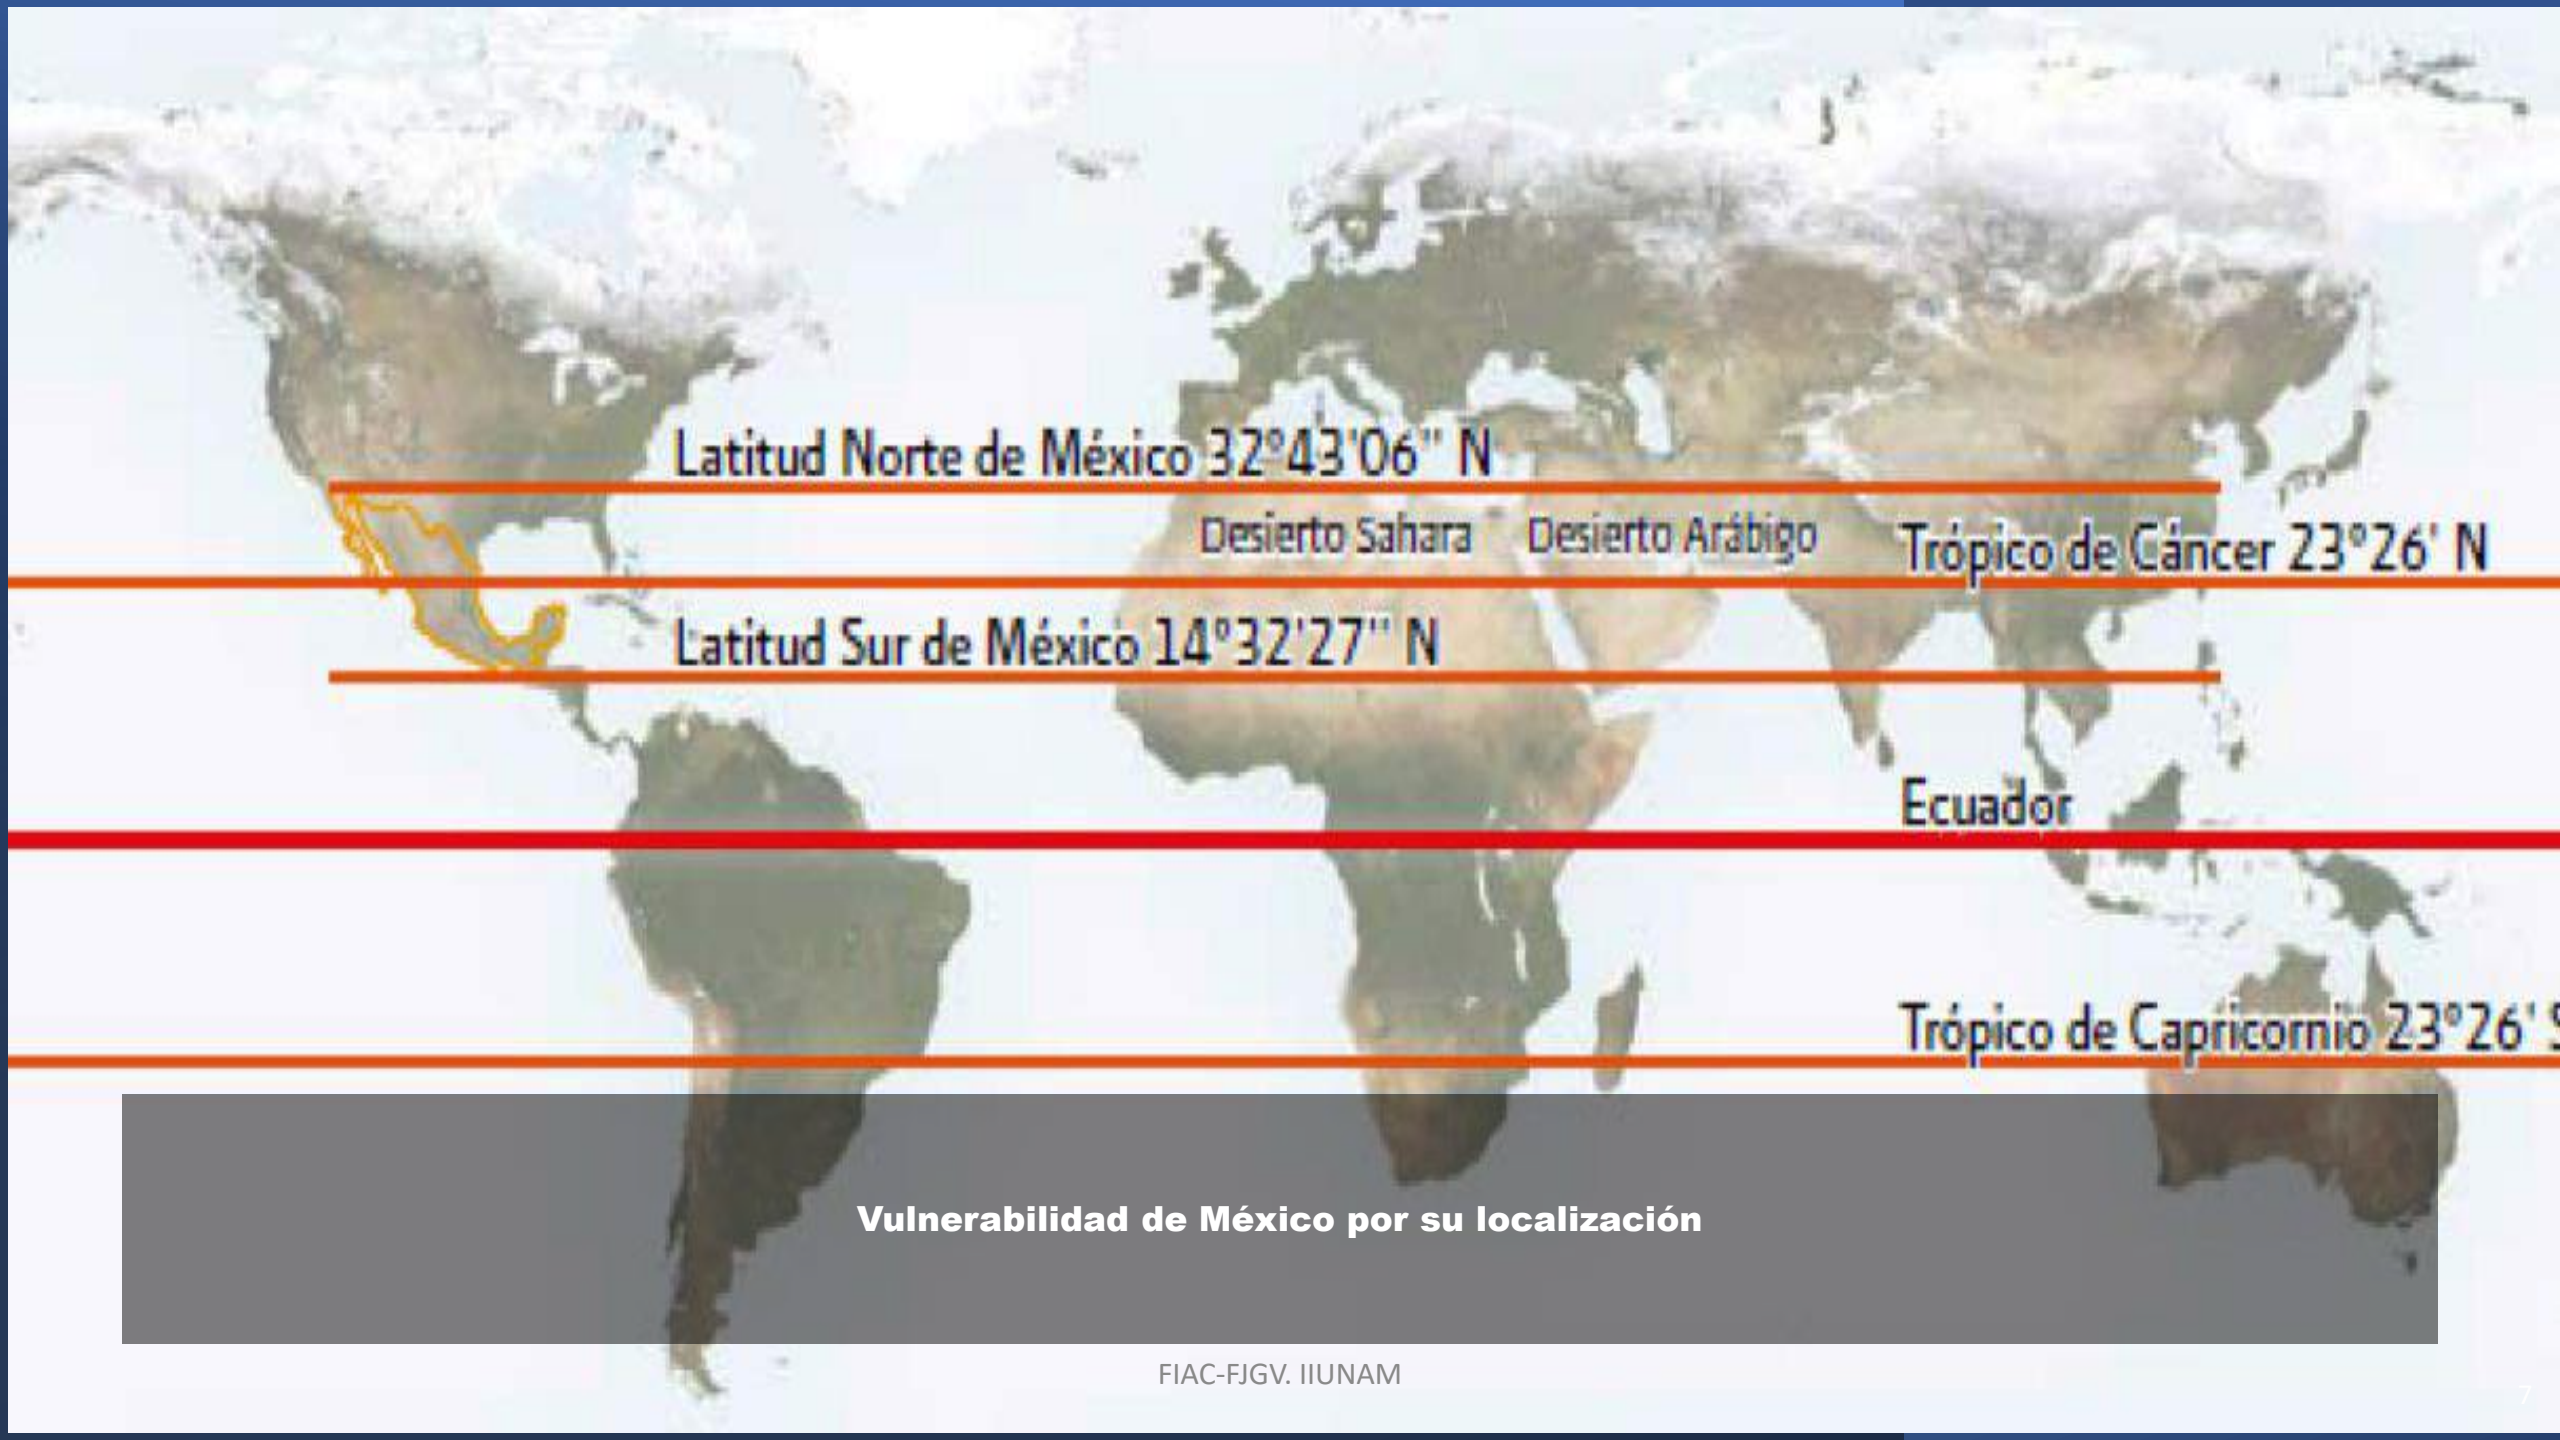 Latitud Norte de México 32°43'06'' N
Desierto Sahara
Desierto Arábigo
Trópico de Cáncer 23°26' N
Latitud Sur de México 14°32'27'' N
Ecuador
Trópico de Capricornio 23°26' S
Vulnerabilidad de México por su localización
FIAC-FJGV. IIUNAM
7